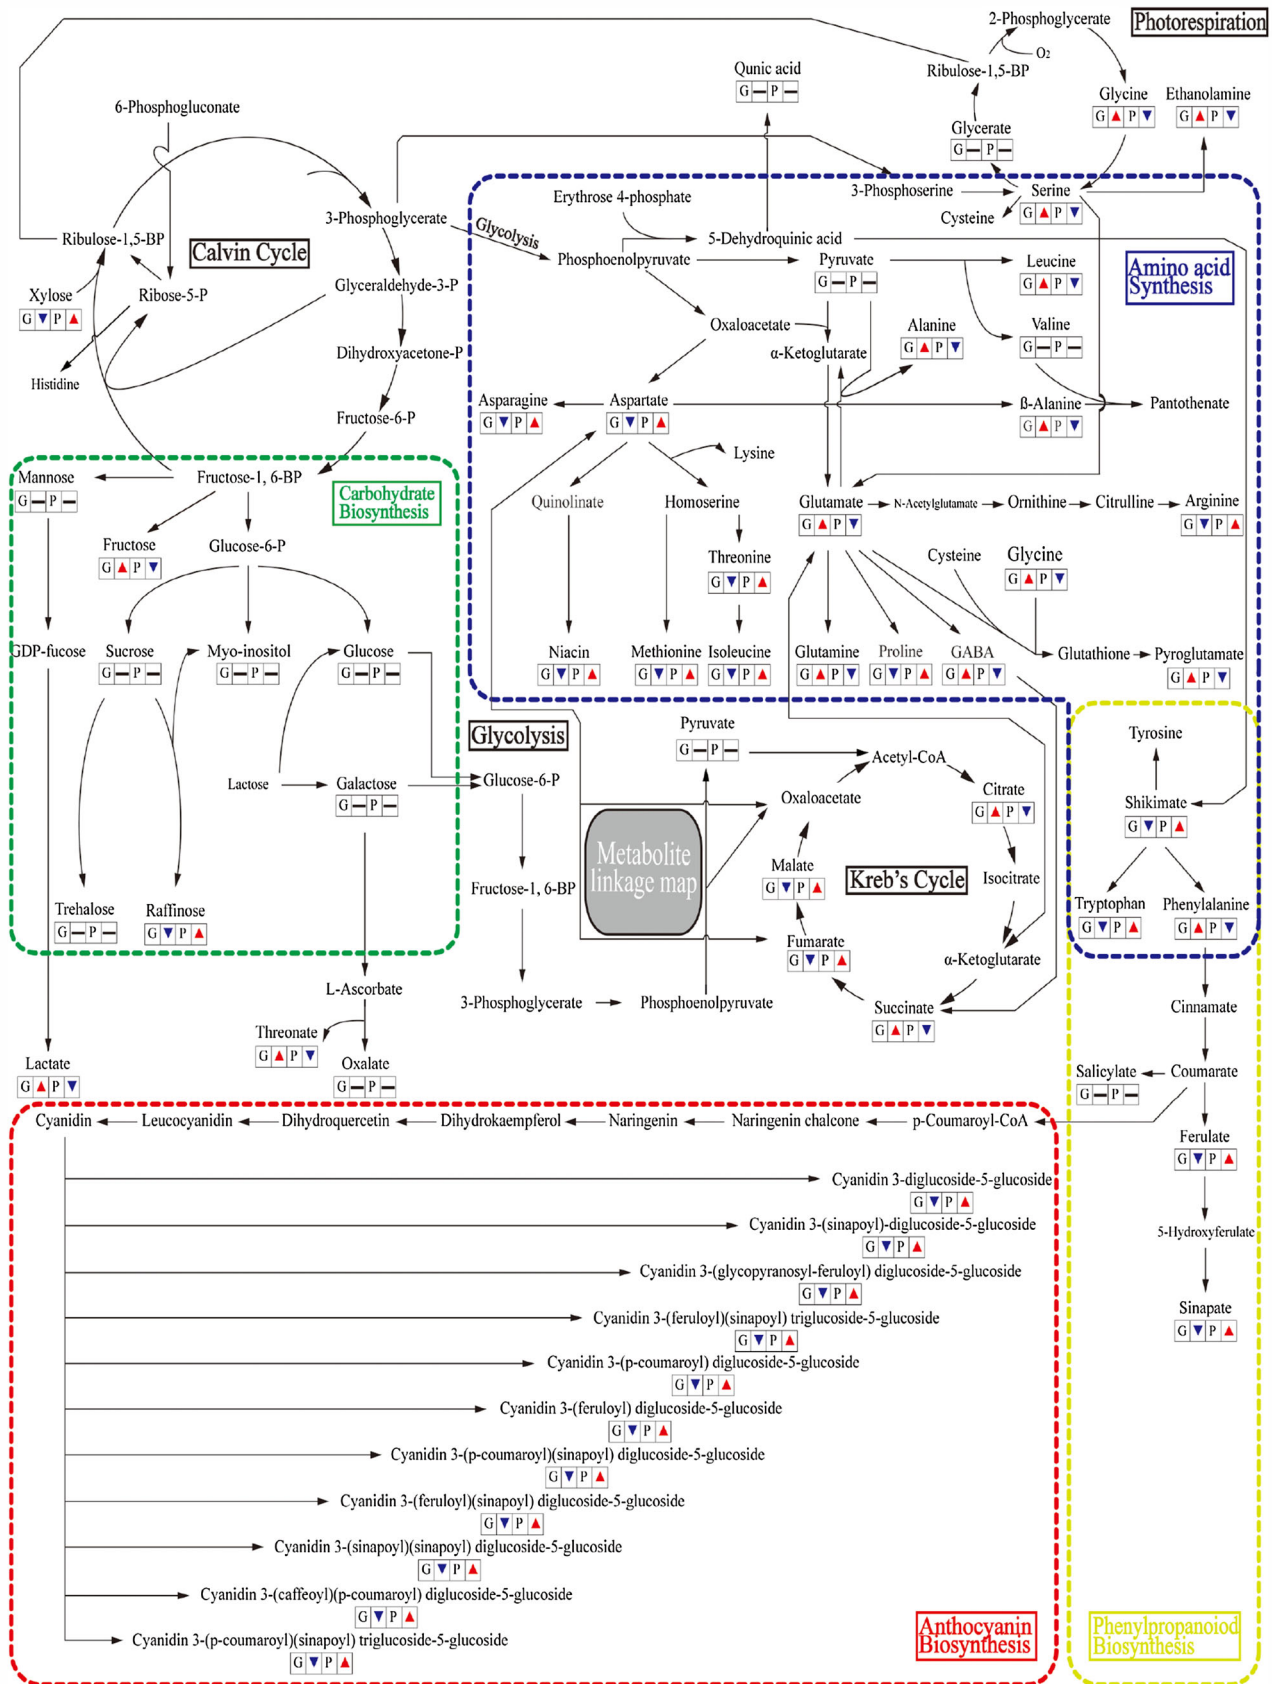 2-Phosphoglycerate
Photorespiration
O2
Ribulose-1,5-BP
Qunic acid
G P
6-Phosphogluconate
Glycine
G P
Ethanolamine
G P
Glycerate
G P
3-Phosphoserine
Serine
G P
Cysteine
Erythrose 4-phosphate
3-Phosphoglycerate
Glycolysis
Ribulose-1,5-BP
Calvin Cycle
5-Dehydroquinic acid
Phosphoenolpyruvate
Pyruvate
G P
Leucine
G P
Amino acid
Synthesis
Xylose
G P
Ribose-5-P
Glyceraldehyde-3-P
Oxaloacetate
Alanine
G P
Valine
G P
Dihydroxyacetone-P
α-Ketoglutarate
Histidine
Fructose-6-P
Asparagine
G P
Aspartate
G P
ß-Alanine
G P
Pantothenate
Lysine
Mannose
G P
Fructose-1, 6-BP
Carbohydrate
Biosynthesis
Quinolinate
Homoserine
Glutamate
G P
N-Acetylglutamate
Ornithine
Citrulline
Arginine
G P
Fructose
G P
Glucose-6-P
Threonine
G P
Cysteine
Glycine
G P
GDP-fucose
Sucrose
G P
Myo-inositol
G P
Glucose
G P
Niacin
G P
Methionine
G P
Isoleucine
G P
Glutamine
G P
Proline
G P
GABA
G P
Glutathione
Pyroglutamate
G P
Glycolysis
Pyruvate
G P
Acetyl-CoA
Tyrosine
Lactose
Galactose
G P
Glucose-6-P
Oxaloacetate
Citrate
G P
Shikimate
G P
Metabolite
linkage map
Malate
G P
Kreb's Cycle
Isocitrate
Fructose-1, 6-BP
Trehalose
G P
Raffinose
G P
Tryptophan
G P
Phenylalanine
G P
Fumarate
G P
α-Ketoglutarate
L-Ascorbate
3-Phosphoglycerate
Phosphoenolpyruvate
Succinate
G P
Cinnamate
Threonate
G P
Lactate
G P
Oxalate
G P
Salicylate
G P
Coumarate
Cyanidin
Leucocyanidin
Dihydroquercetin
Dihydrokaempferol
Naringenin
Naringenin chalcone
p-Coumaroyl-CoA
Ferulate
G P
Cyanidin 3-diglucoside-5-glucoside
G P
Cyanidin 3-(sinapoyl)-diglucoside-5-glucoside
G P
5-Hydroxyferulate
Cyanidin 3-(glycopyranosyl-feruloyl) diglucoside-5-glucoside
G P
Cyanidin 3-(feruloyl)(sinapoyl) triglucoside-5-glucoside
G P
Sinapate
G P
Cyanidin 3-(p-coumaroyl) diglucoside-5-glucoside
G P
Cyanidin 3-(feruloyl) diglucoside-5-glucoside
G P
Cyanidin 3-(p-coumaroyl)(sinapoyl) diglucoside-5-glucoside
G P
Cyanidin 3-(feruloyl)(sinapoyl) diglucoside-5-glucoside
G P
Cyanidin 3-(sinapoyl)(sinapoyl) diglucoside-5-glucoside
G P
Cyanidin 3-(caffeoyl)(p-coumaroyl) diglucoside-5-glucoside
G P
Cyanidin 3-(p-coumaroyl)(sinapoyl) triglucoside-5-glucoside
G P
Anthocyanin
Biosynthesis
Phenylpropanoiod
Biosynthesis